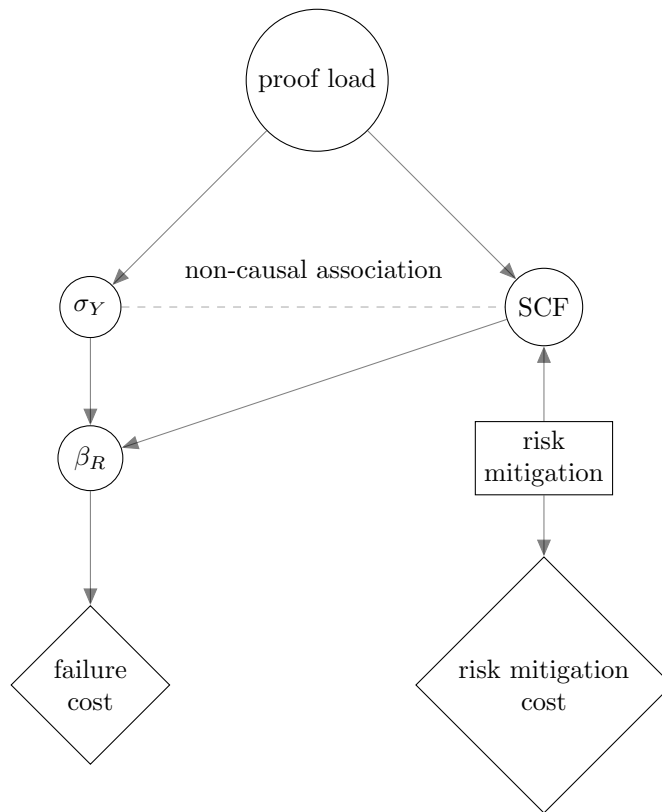 proof load
non-causal association
σ_Y
SCF
risk
mitigation
β_R
failure
cost
risk mitigation
cost